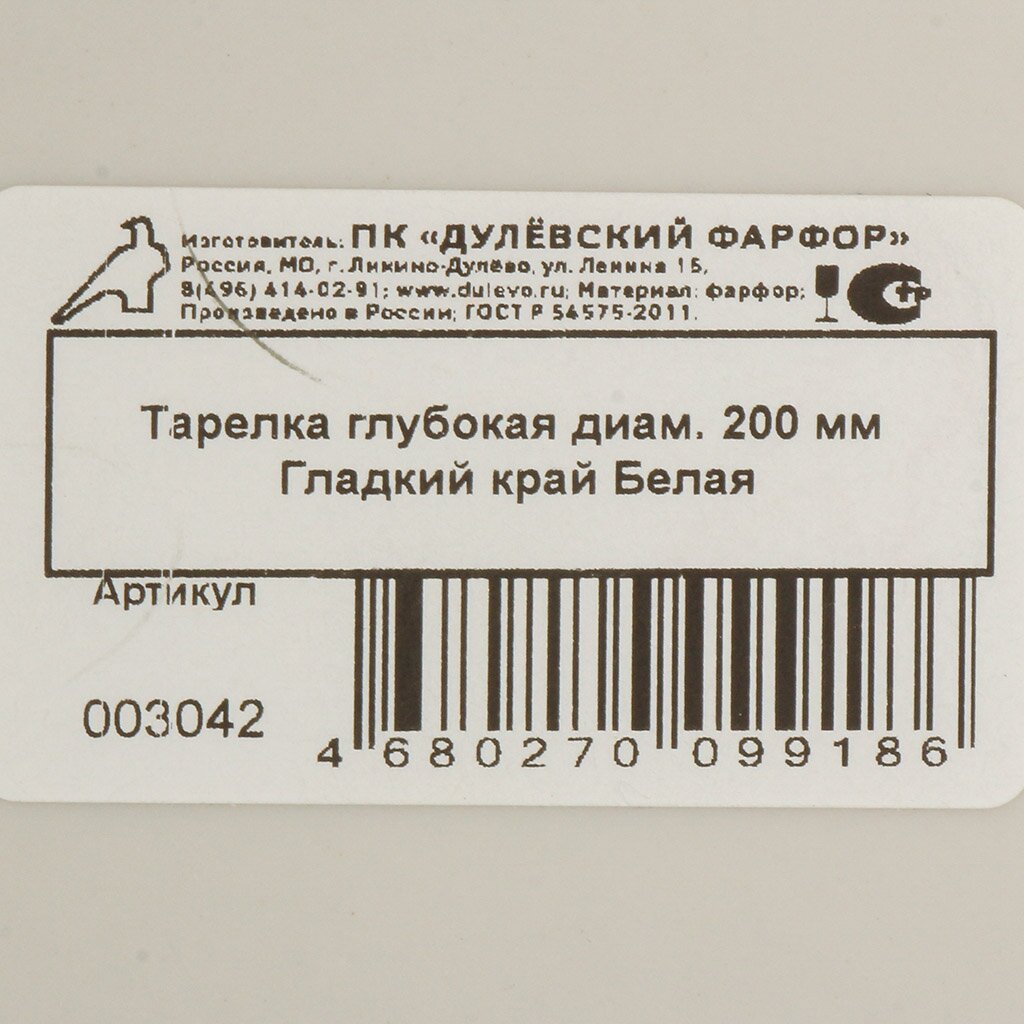 Изготовитель: ПК «ДУЛЁВСКИЙ ФАРФОР»
Россия, МО, г. Ликино-Дулёво, ул. Ленина 15,
8(496) 414-02-91; www.dulevo.ru; Материал: фарфор;
Произведено в России; ГОСТ Р 54575-2011.
Тарелка глубокая диам. 200 мм
Гладкий край Белая
Артикул
003042
4 680270 099186